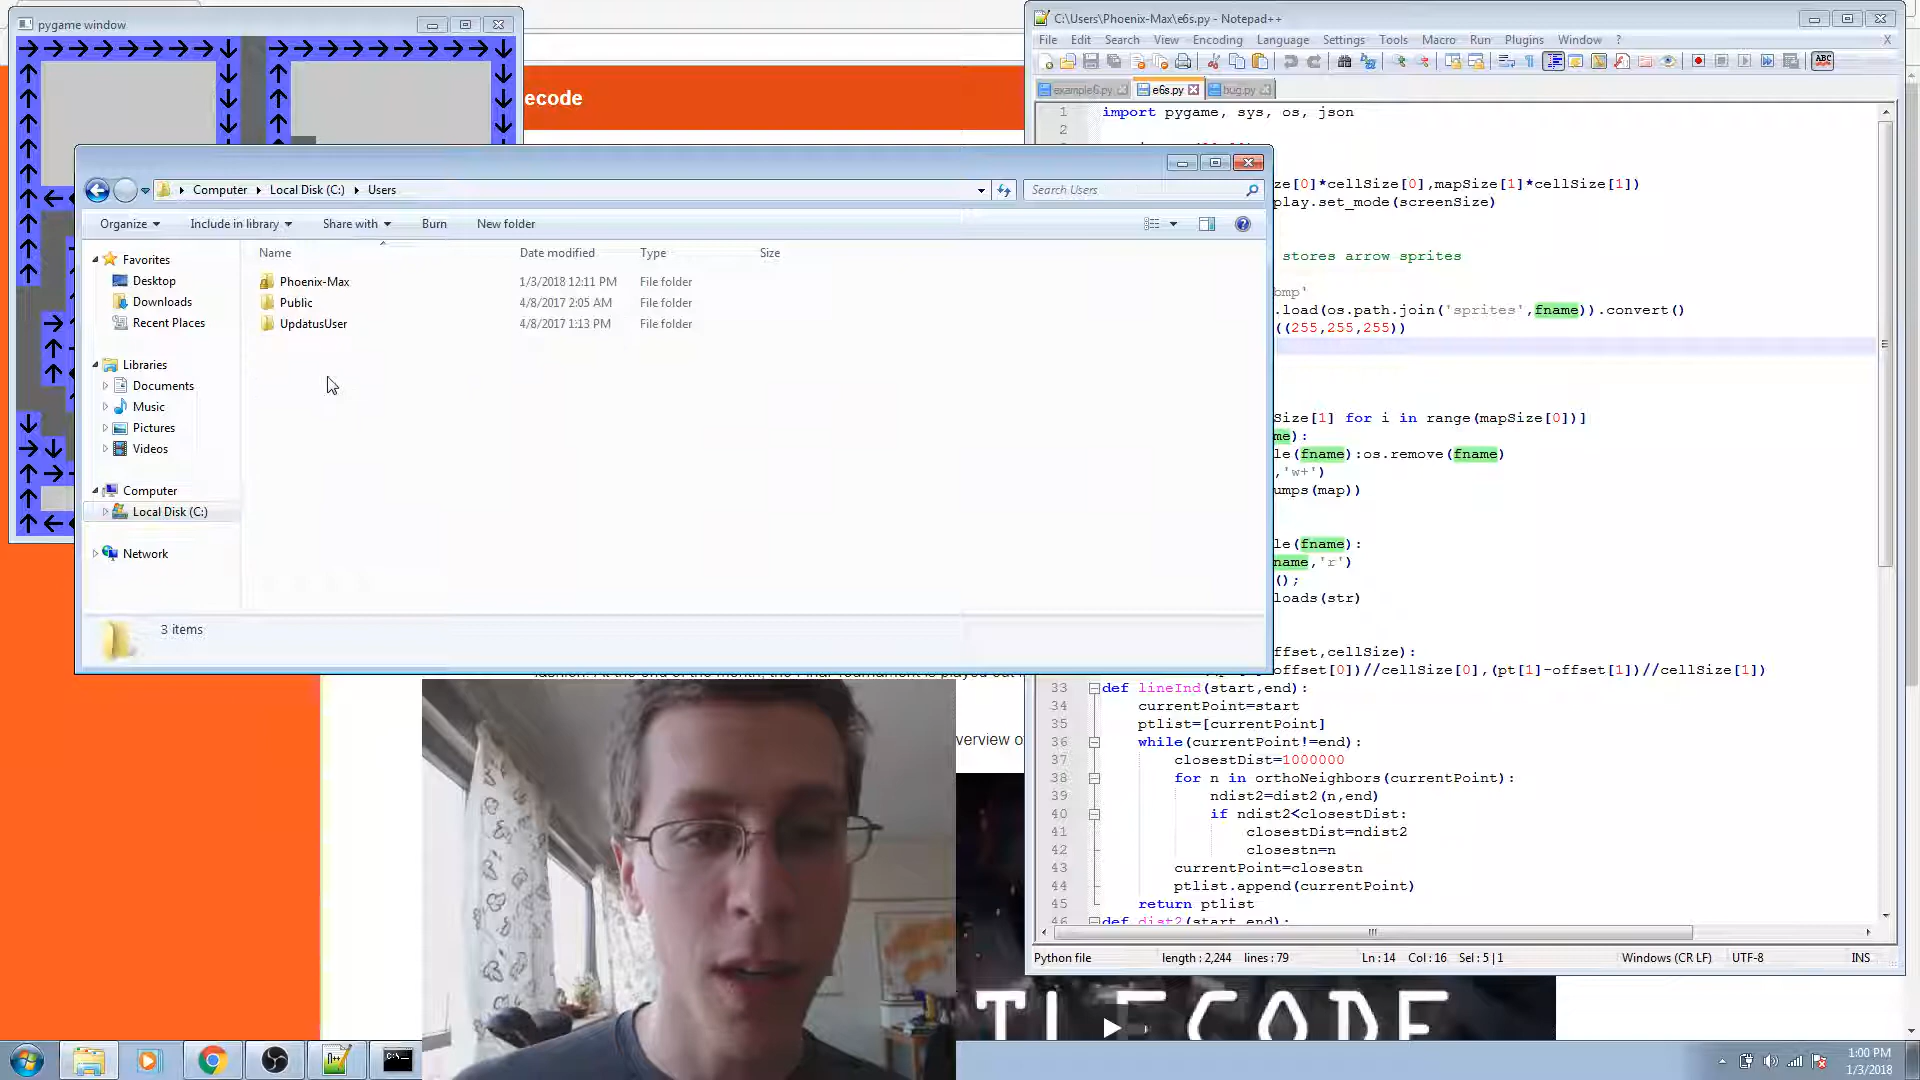 pygame window
ecode
Computer
Local Disk (C:)
Users
Search Users
Organize
Include in library
Share with
Burn
New folder
Name
Date modified
Type
Size
Favorites
Desktop
Downloads
Recent Places
Libraries
Documents
Music
Pictures
Videos
Computer
Local Disk (C:)
Network
Phoenix-Max 1/3/2018 12:11 PM File folder
Public 4/8/2017 2:05 AM File folder
UpdatusUser 4/8/2017 1:13 PM File folder
3 items
C:\Users\Phoenix-Max\e6s.py - Notepad++
File Edit Search View Encoding Language Settings Tools Macro Run Plugins Window ? X
ABC
example6.py
e6s.py
bug.py
1 import pygame, sys, os, json
2
ze[0]*cellSize[0],mapSize[1]*cellSize[1])
play.set_mode(screenSize)
stores arrow sprites
bmp'
.load(os.path.join('sprites',fname)).convert()
((255,255,255))
Size[1] for i in range(mapSize[0])]
me):
le(fname):os.remove(fname)
,'w+')
umps(map))
le(fname):
name,'r')
();
loads(str)
ffset,cellSize):
offset[0])//cellSize[0],(pt[1]-offset[1])//cellSize[1])
33 def lineInd(start,end):
34 currentPoint=start
35 ptlist=[currentPoint]
36 while(currentPoint!=end):
37 closestDist=1000000
38 for n in orthoNeighbors(currentPoint):
39 ndist2=dist2(n,end)
40 if ndist2<closestDist:
41 closestDist=ndist2
42 closestn=n
43 currentPoint=closestn
44 ptlist.append(currentPoint)
45 return ptlist
46 def dist2(start,end):
Python file length : 2,244 lines : 79 Ln : 14 Col : 16 Sel : 5 | 1 Windows (CR LF) UTF-8 INS
verview o
TLECODE
1:00 PM
1/3/2018